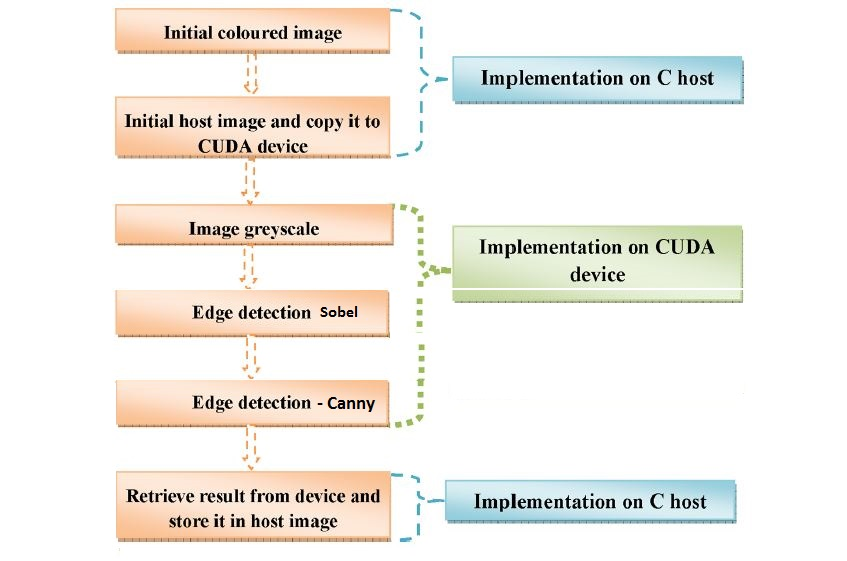 Initial coloured image
Implementation on C host
Initial host image and copy it to
CUDA device
Image greyscale
Implementation on CUDA
device
Edge detection Sobel
Edge detection - Canny
Retrieve result from device and
store it in host image
Implementation on C host